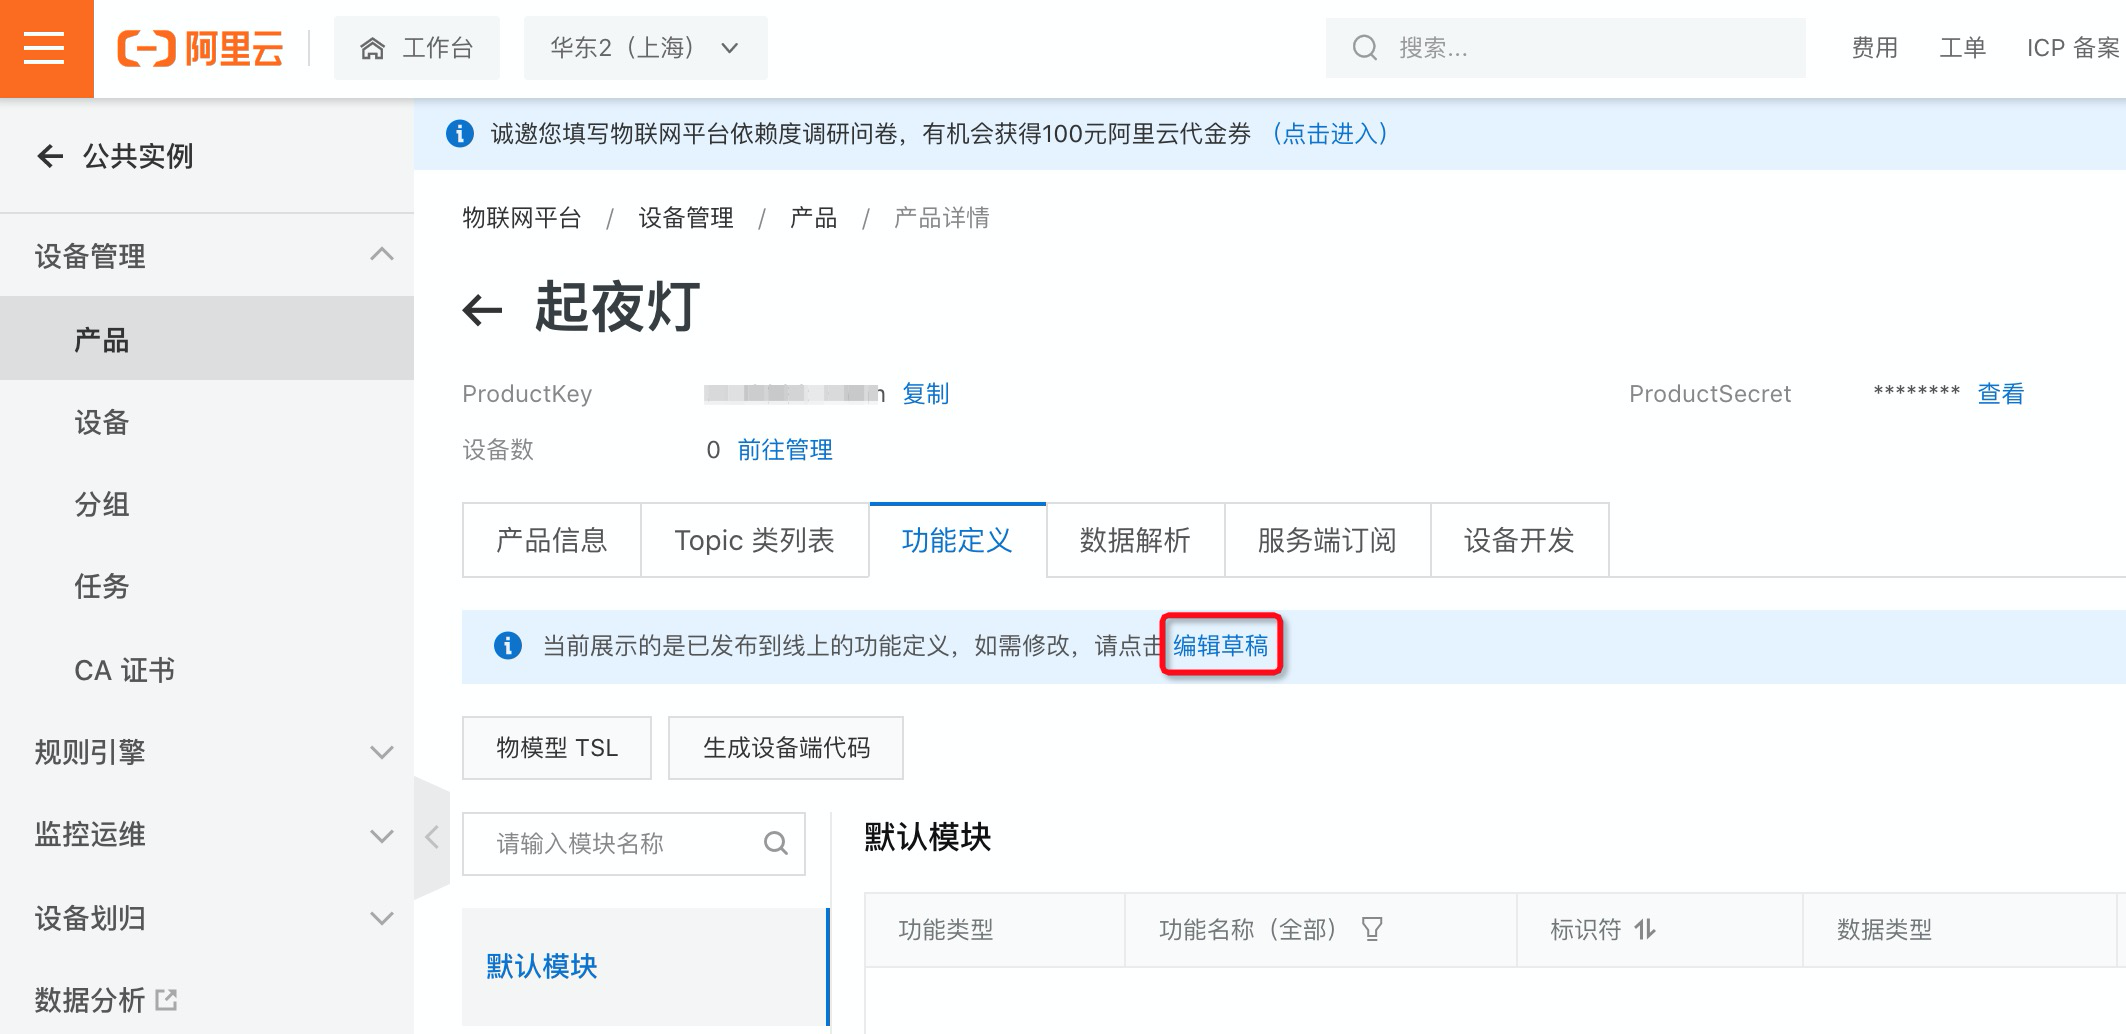 阿里云 工作台 华东2（上海） 搜索... 费用 工单 ICP 备案
诚邀您填写物联网平台依赖度调研问卷，有机会获得100元阿里云代金券 （点击进入）
公共实例
设备管理
产品
设备
分组
任务
CA 证书
规则引擎
监控运维
设备划归
数据分析
物联网平台 / 设备管理 / 产品 / 产品详情
起夜灯
ProductKey 复制 ProductSecret ******** 查看
设备数 0 前往管理
产品信息 Topic 类列表 功能定义 数据解析 服务端订阅 设备开发
当前展示的是已发布到线上的功能定义，如需修改，请点击 编辑草稿
物模型 TSL 生成设备端代码
请输入模块名称
默认模块
默认模块
功能类型 功能名称（全部） 标识符 数据类型